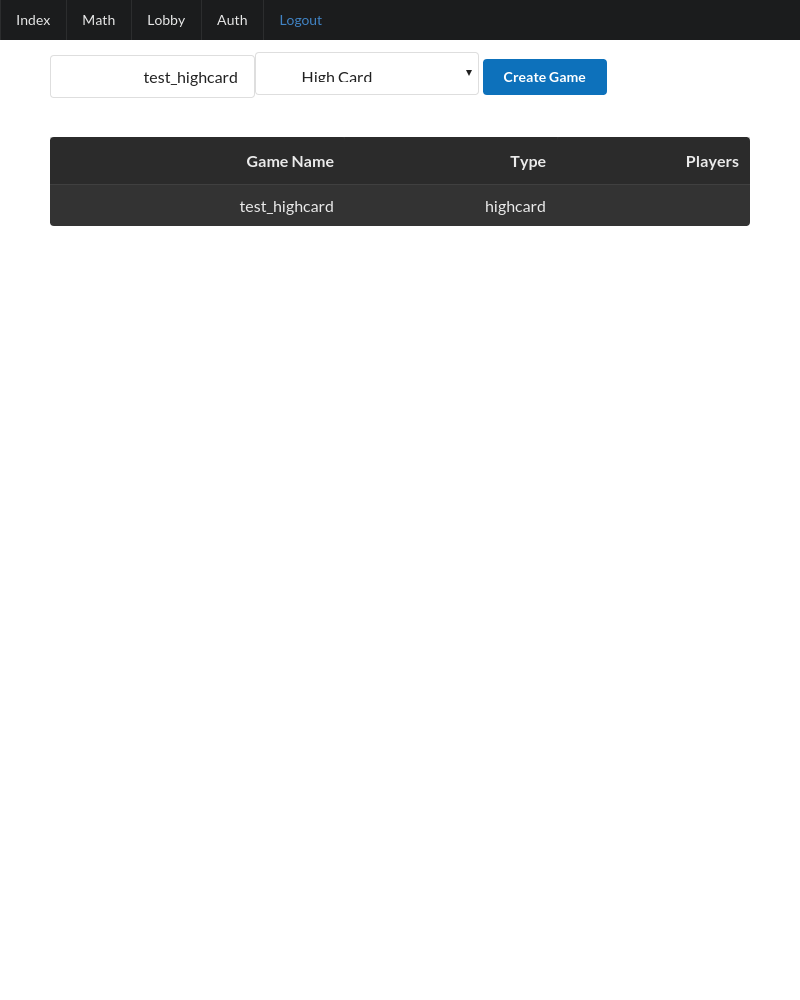 Index Math Lobby Auth Logout
test_highcard High Card Create Game
Game Name Type Players
test_highcard highcard